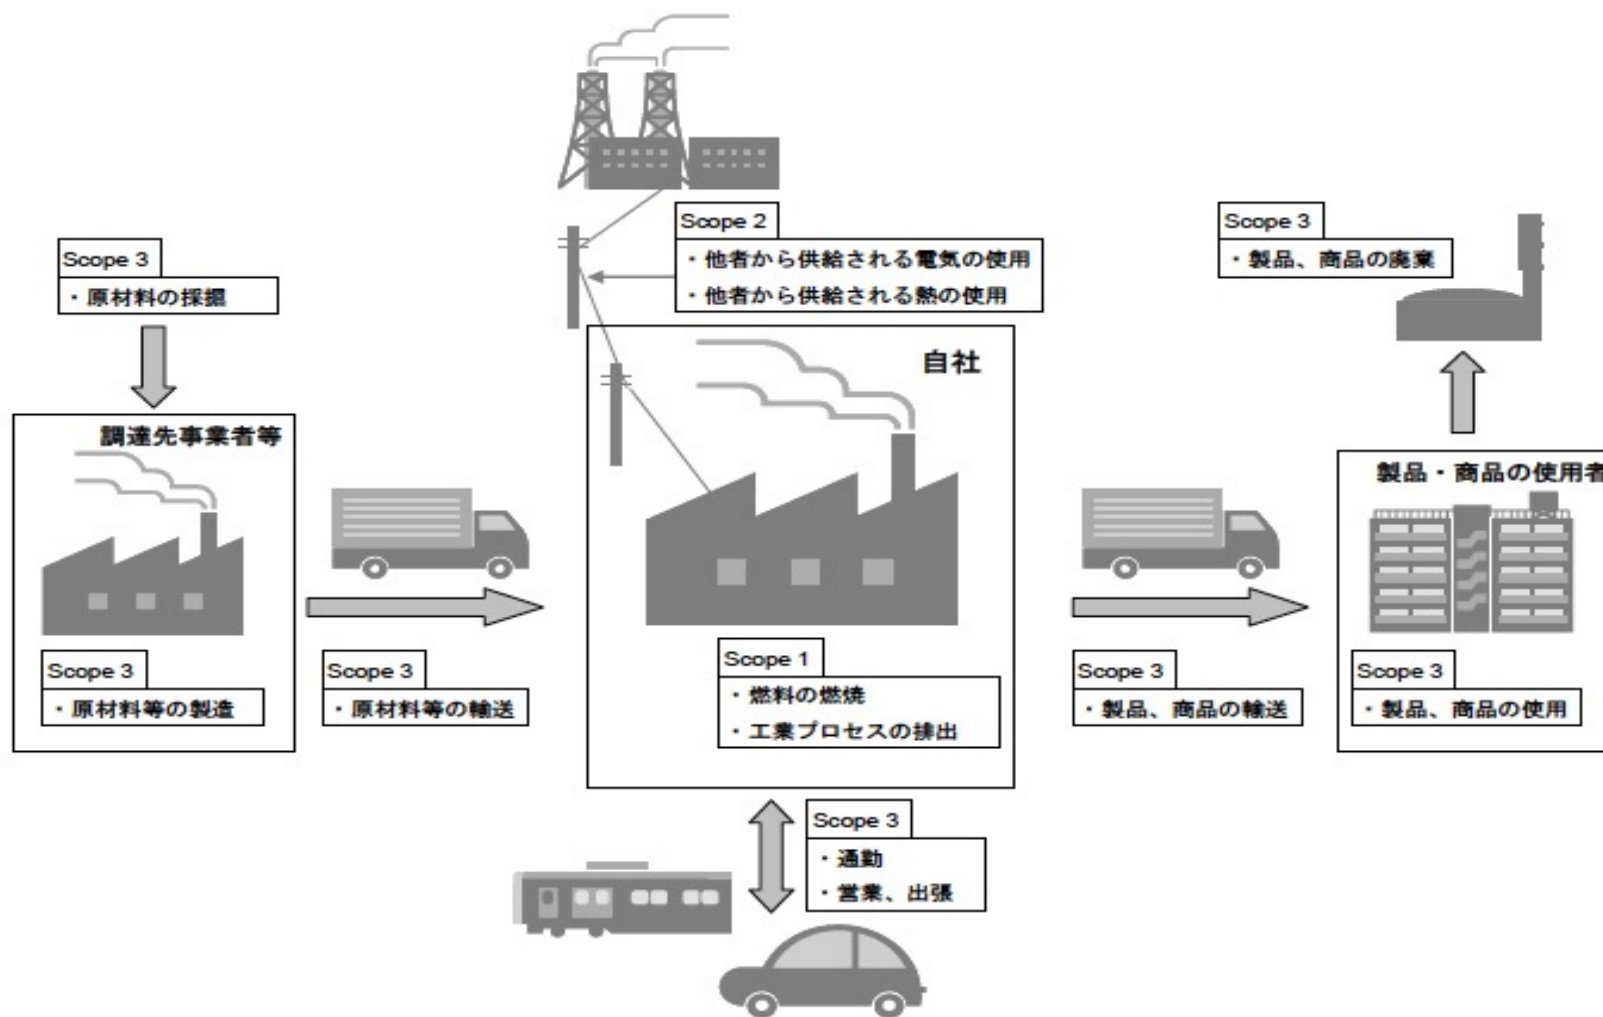 Scope 2
・他者から供給される電気の使用
・他者から供給される熱の使用
Scope 3
・製品、商品の廃棄
Scope 3
・原材料の採掘
自社
調達先事業者等
製品・商品の使用者
Scope 3
・原材料等の製造
Scope 3
・原材料等の輸送
Scope 1
・燃料の燃焼
・工業プロセスの排出
Scope 3
・製品、商品の輸送
Scope 3
・製品、商品の使用
Scope 3
・通勤
・営業、出張